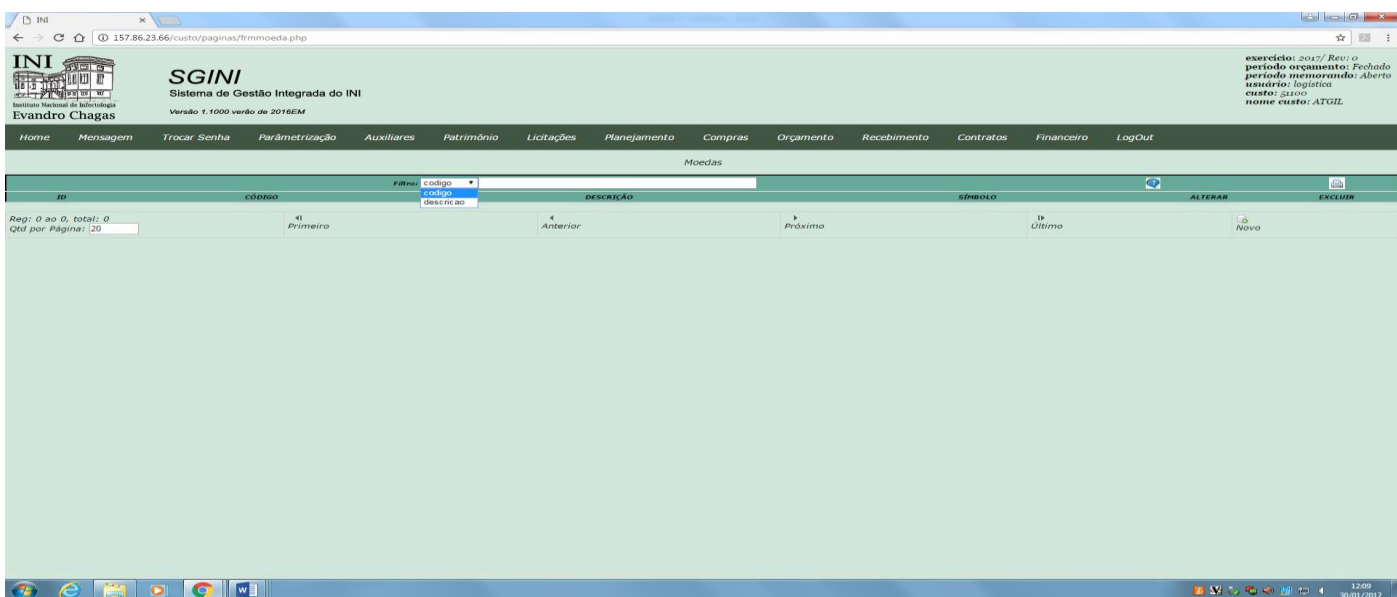 INI
157.86.23.66/custo/paginas/frmmoeda.php
INI
Instituto Nacional de Infectologia
Evandro Chagas
SGINI
Sistema de Gestão Integrada do INI
Versão 1.1000 verão de 2016EM
exercício: 2017/ Rev: 0
período orçamento: Fechado
período memorando: Aberto
usuário: logistica
custo: 51100
nome custo: ATGIL
Home Mensagem Trocar Senha Parâmetrização Auxiliares Patrimônio Licitações Planejamento Compras Orçamento Recebimento Contratos Financeiro LogOut
Moedas
Filtro: codigo
codigo
descricao
ID CÓDIGO DESCRIÇÃO SÍMBOLO ALTERAR EXCLUIR
Reg: 0 ao 0, total: 0
Qtd por Página: 20
Primeiro Anterior Próximo Último Novo
12:09
30/01/2017